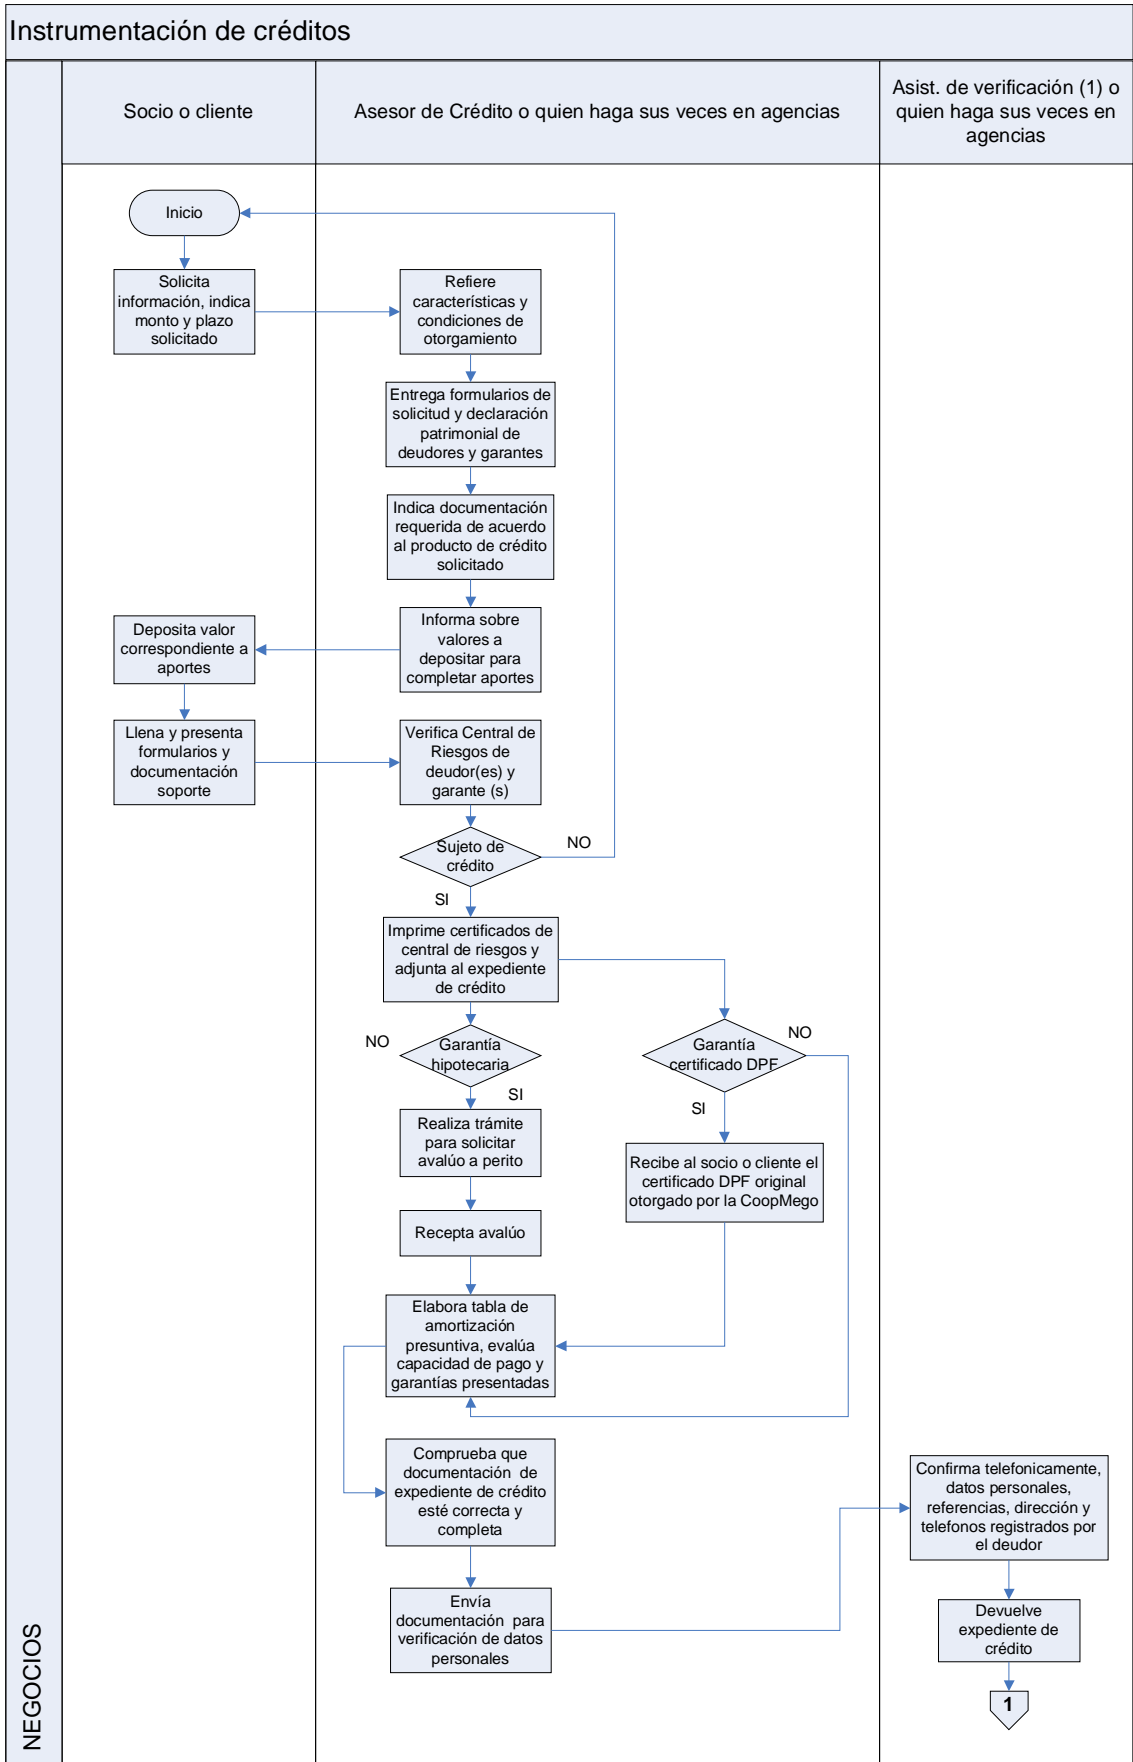 Instrumentación de créditos
NEGOCIOS
Socio o cliente
Asesor de Crédito o quien haga sus veces en agencias
Asist. de verificación (1) o
quien haga sus veces en
agencias
Inicio
Solicita
información, indica
monto y plazo
solicitado
Refiere
características y
condiciones de
otorgamiento
Entrega formularios de
solicitud y declaración
patrimonial de
deudores y garantes
Indica documentación
requerida de acuerdo
al producto de crédito
solicitado
Informa sobre
valores a
depositar para
completar aportes
Deposita valor
correspondiente a
aportes
Llena y presenta
formularios y
documentación
soporte
Verifica Central de
Riesgos de
deudor(es) y
garante (s)
Sujeto de
crédito
NO
SI
Imprime certificados de
central de riesgos y
adjunta al expediente
de crédito
NO
Garantía
hipotecaria
SI
Garantía
certificado DPF
NO
SI
Realiza trámite
para solicitar
avalúo a perito
Recibe al socio o cliente el
certificado DPF original
otorgado por la CoopMego
Recepta avalúo
Elabora tabla de
amortización
presuntiva, evalúa
capacidad de pago y
garantías presentadas
Comprueba que
documentación de
expediente de crédito
esté correcta y
completa
Envía
documentación para
verificación de datos
personales
Confirma telefonicamente,
datos personales,
referencias, dirección y
telefonos registrados por
el deudor
Devuelve
expediente de
crédito
1